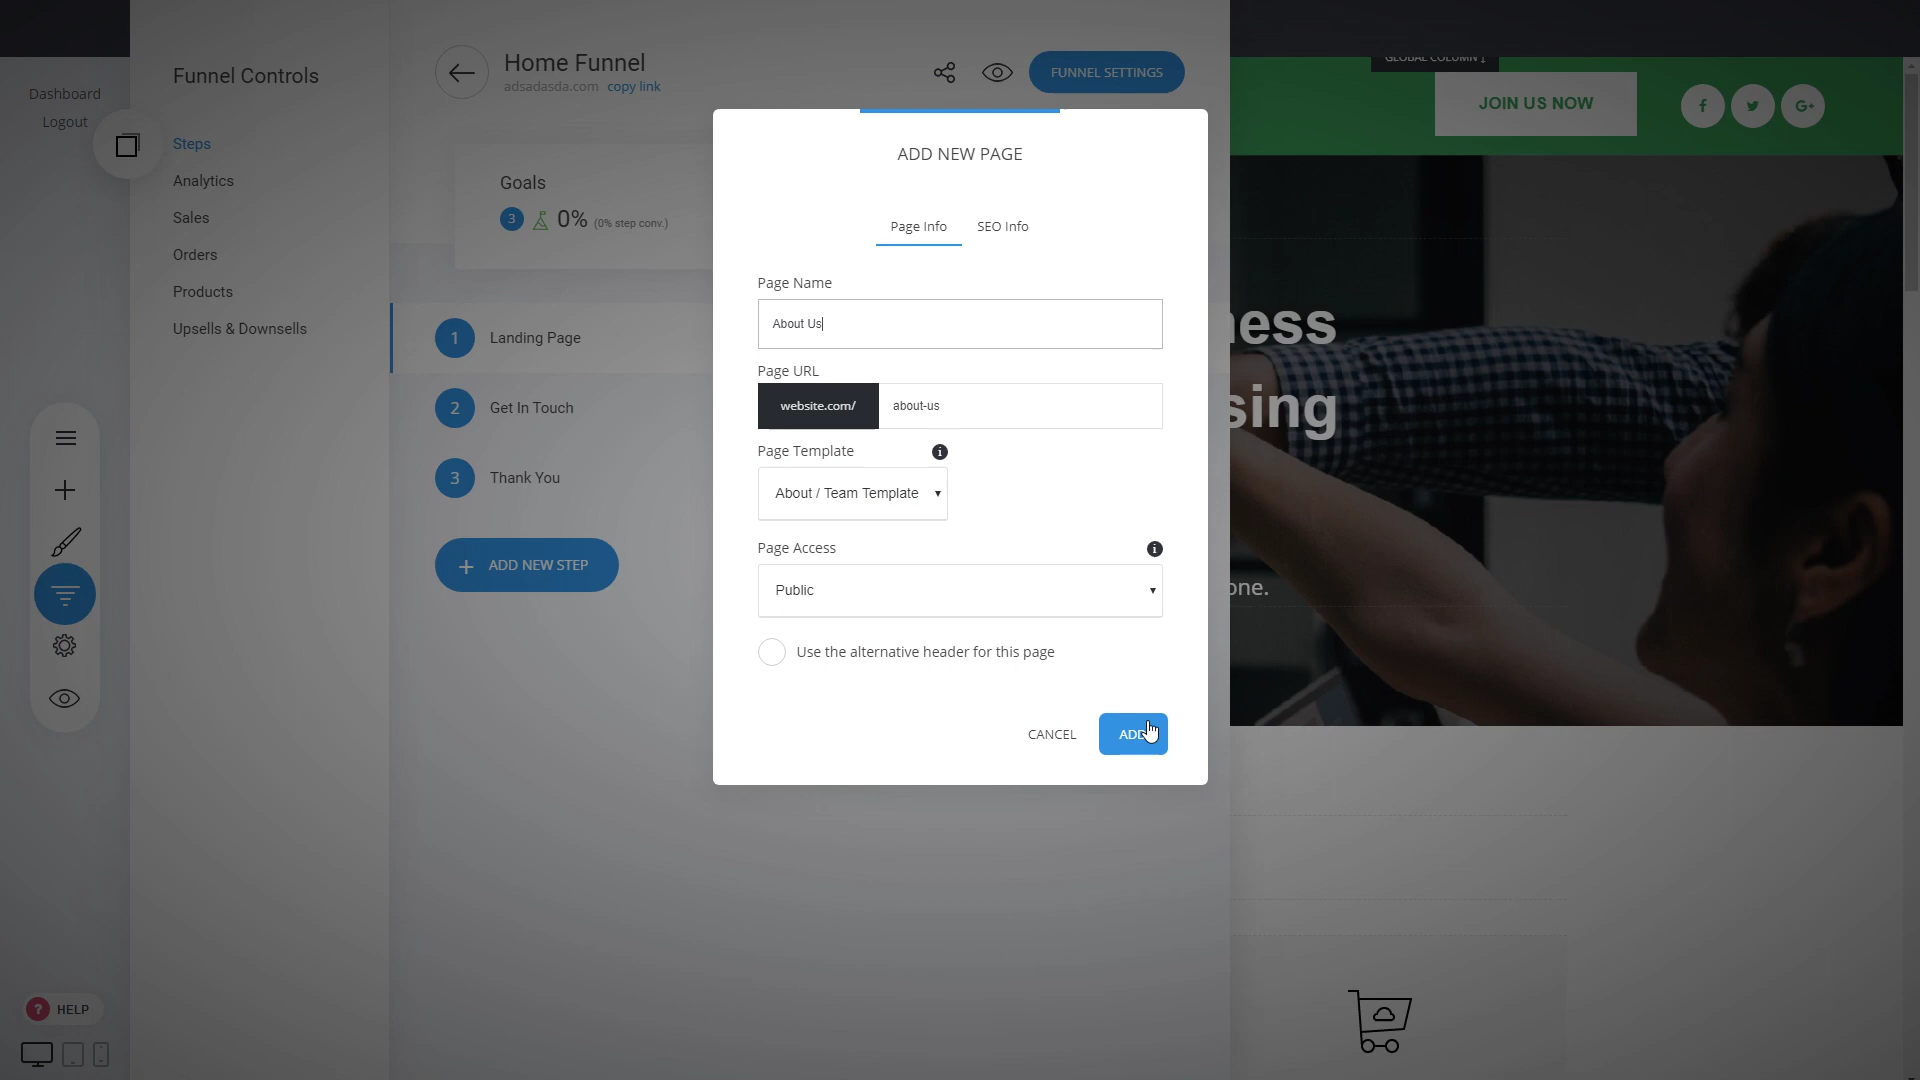 Dashboard
Logout
Funnel Controls
Steps
Analytics
Sales
Orders
Products
Upsells & Downsells
Home Funnel
adsadasda.com copy link
FUNNEL SETTINGS
Goals
3 0% (0% step conv.)
1 Landing Page
2 Get In Touch
3 Thank You
+ ADD NEW STEP
ADD NEW PAGE
Page Info SEO Info
Page Name
About Us
Page URL
website.com/ about-us
Page Template
About / Team Template
Page Access
Public
Use the alternative header for this page
CANCEL
ADD
GLOBAL COLUMN
JOIN US NOW
ness
sing
one.
? HELP